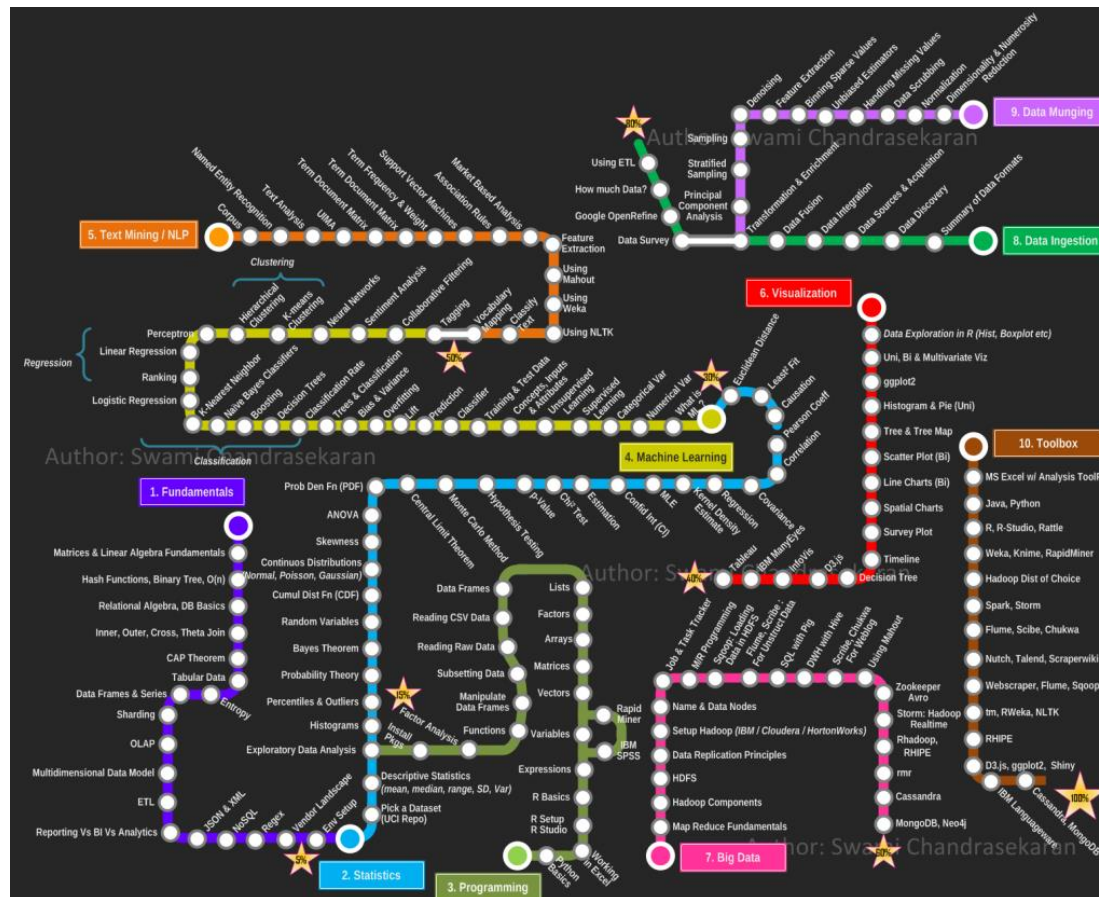 Denoising
Feature Extraction
Binning Sparse Values
Unbiased Estimators
Handling Missing Values
Data Scrubbing
Normalization
Dimensionality & Numerosity
Reduction
9. Data Munging
80%
Author: Swami Chandrasekaran
Sampling
Stratified
Sampling
Principal
Component
Analysis
Using ETL
How much Data?
Google OpenRefine
Data Survey
Transformation & Enrichment
Data Fusion
Data Integration
Data Sources & Acquisition
Data Discovery
Summary of Data Formats
8. Data Ingestion
5. Text Mining / NLP
Corpus
Named Entity Recognition
Text Analysis
UIMA
Term Document Matrix
Term Document Matrix
Term Frequency & Weight
Support Vector Machines
Association Rules
Market Based Analysis
Feature
Extraction
Using
Mahout
Using
Weka
Using NLTK
Classify
Text
Vocabulary
Mapping
Tagging
50%
Collaborative Filtering
Sentiment Analysis
Neural Networks
K-means
Clustering
Hierarchical
Clustering
Clustering
Perceptron
Linear Regression
Regression
Ranking
Logistic Regression
K-Nearest Neighbor
Naive Bayes Classifiers
Boosting
Decision Trees
Classification Rate
Trees & Classification
Bias & Variance
Overfitting
Lift
Prediction
Classifier
Training & Test Data
Concepts, Inputs
& Attributes
Unsupervised
Learning
Supervised
Learning
Categorical Var
Numerical Var
What is
ML?
30%
Classification
Author: Swami Chandrasekaran
4. Machine Learning
Euclidean Distance
Least² Fit
Causation
Pearson Coeff
Correlation
Covariance
Regression
Kernel Density
Estimate
MLE
Confid Int (CI)
Estimation
Chi² Test
p-Value
Hypothesis Testing
Monte Carlo Method
Central Limit Theorem
Prob Den Fn (PDF)
ANOVA
Skewness
Continuos Distributions
(Normal, Poisson, Gaussian)
Cumul Dist Fn (CDF)
Random Variables
Bayes Theorem
Probability Theory
Percentiles & Outliers
Histograms
Exploratory Data Analysis
Descriptive Statistics
(mean, median, range, SD, Var)
Pick a Dataset
(UCI Repo)
2. Statistics
1. Fundamentals
Matrices & Linear Algebra Fundamentals
Hash Functions, Binary Tree, O(n)
Relational Algebra, DB Basics
Inner, Outer, Cross, Theta Join
CAP Theorem
Tabular Data
Entropy
Data Frames & Series
Sharding
OLAP
Multidimensional Data Model
ETL
Reporting Vs BI Vs Analytics
JSON & XML
NoSQL
Regex
Vendor Landscape
Env Setup
5%
15%
Install
Pkgs
Factor Analysis
Functions
Manipulate
Data Frames
Subsetting Data
Reading Raw Data
Reading CSV Data
Data Frames
Lists
Factors
Arrays
Matrices
Vectors
Variables
Rapid
Miner
IBM
SPSS
Expressions
R Basics
R Setup
R Studio
Working
in Excel
Python
Basics
3. Programming
6. Visualization
Data Exploration in R (Hist, Boxplot etc)
Uni, Bi & Multivariate Viz
ggplot2
Histogram & Pie (Uni)
Tree & Tree Map
Scatter Plot (Bi)
Line Charts (Bi)
Spatial Charts
Survey Plot
Timeline
Decision Tree
D3.js
InfoVis
IBM ManyEyes
Tableau
40%
Author: Swami Chandrasekaran
Job & Task Tracker
M/R Programming
Sqoop: Loading
Data in HDFS
Flume, Scribe :
For Unstruct Data
SQL with Pig
DWH with Hive
Scribe, Chukwa
For Weblog
Using Mahout
Zookeeper
Avro
Storm: Hadoop
Realtime
Rhadoop,
RHIPE
rmr
Cassandra
MongoDB, Neo4j
60%
Name & Data Nodes
Setup Hadoop (IBM / Cloudera / HortonWorks)
Data Replication Principles
HDFS
Hadoop Components
Map Reduce Fundamentals
7. Big Data
Author: Swami Chandrasekaran
10. Toolbox
MS Excel w/ Analysis ToolP
Java, Python
R, R-Studio, Rattle
Weka, Knime, RapidMiner
Hadoop Dist of Choice
Spark, Storm
Flume, Scibe, Chukwa
Nutch, Talend, Scraperwiki
Webscraper, Flume, Sqoop
tm, RWeka, NLTK
RHIPE
D3.js, ggplot2, Shiny
IBM Languageware
Cassandra, MongoDB
100%